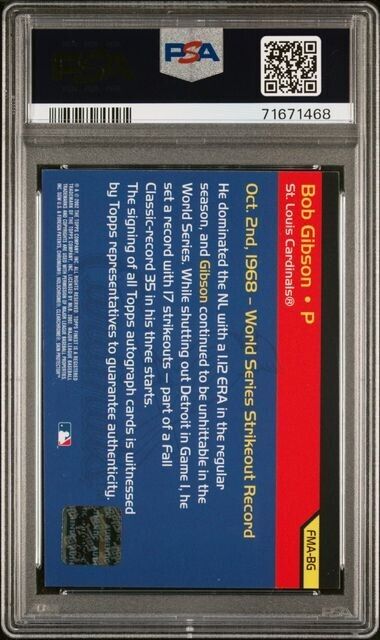 PSA
71671468
FMA-BG
Bob Gibson • P
St. Louis Cardinals®
Oct. 2nd, 1968 – World Series Strikeout Record
He dominated the NL with a 1.12 ERA in the regular
season, and Gibson continued to be unhittable in the
World Series. While shutting out Detroit in Game 1, he
set a record with 17 strikeouts — part of a Fall
Classic-record 35 in his three starts.
The signing of all Topps autograph cards is witnessed
by Topps representatives to guarantee authenticity.